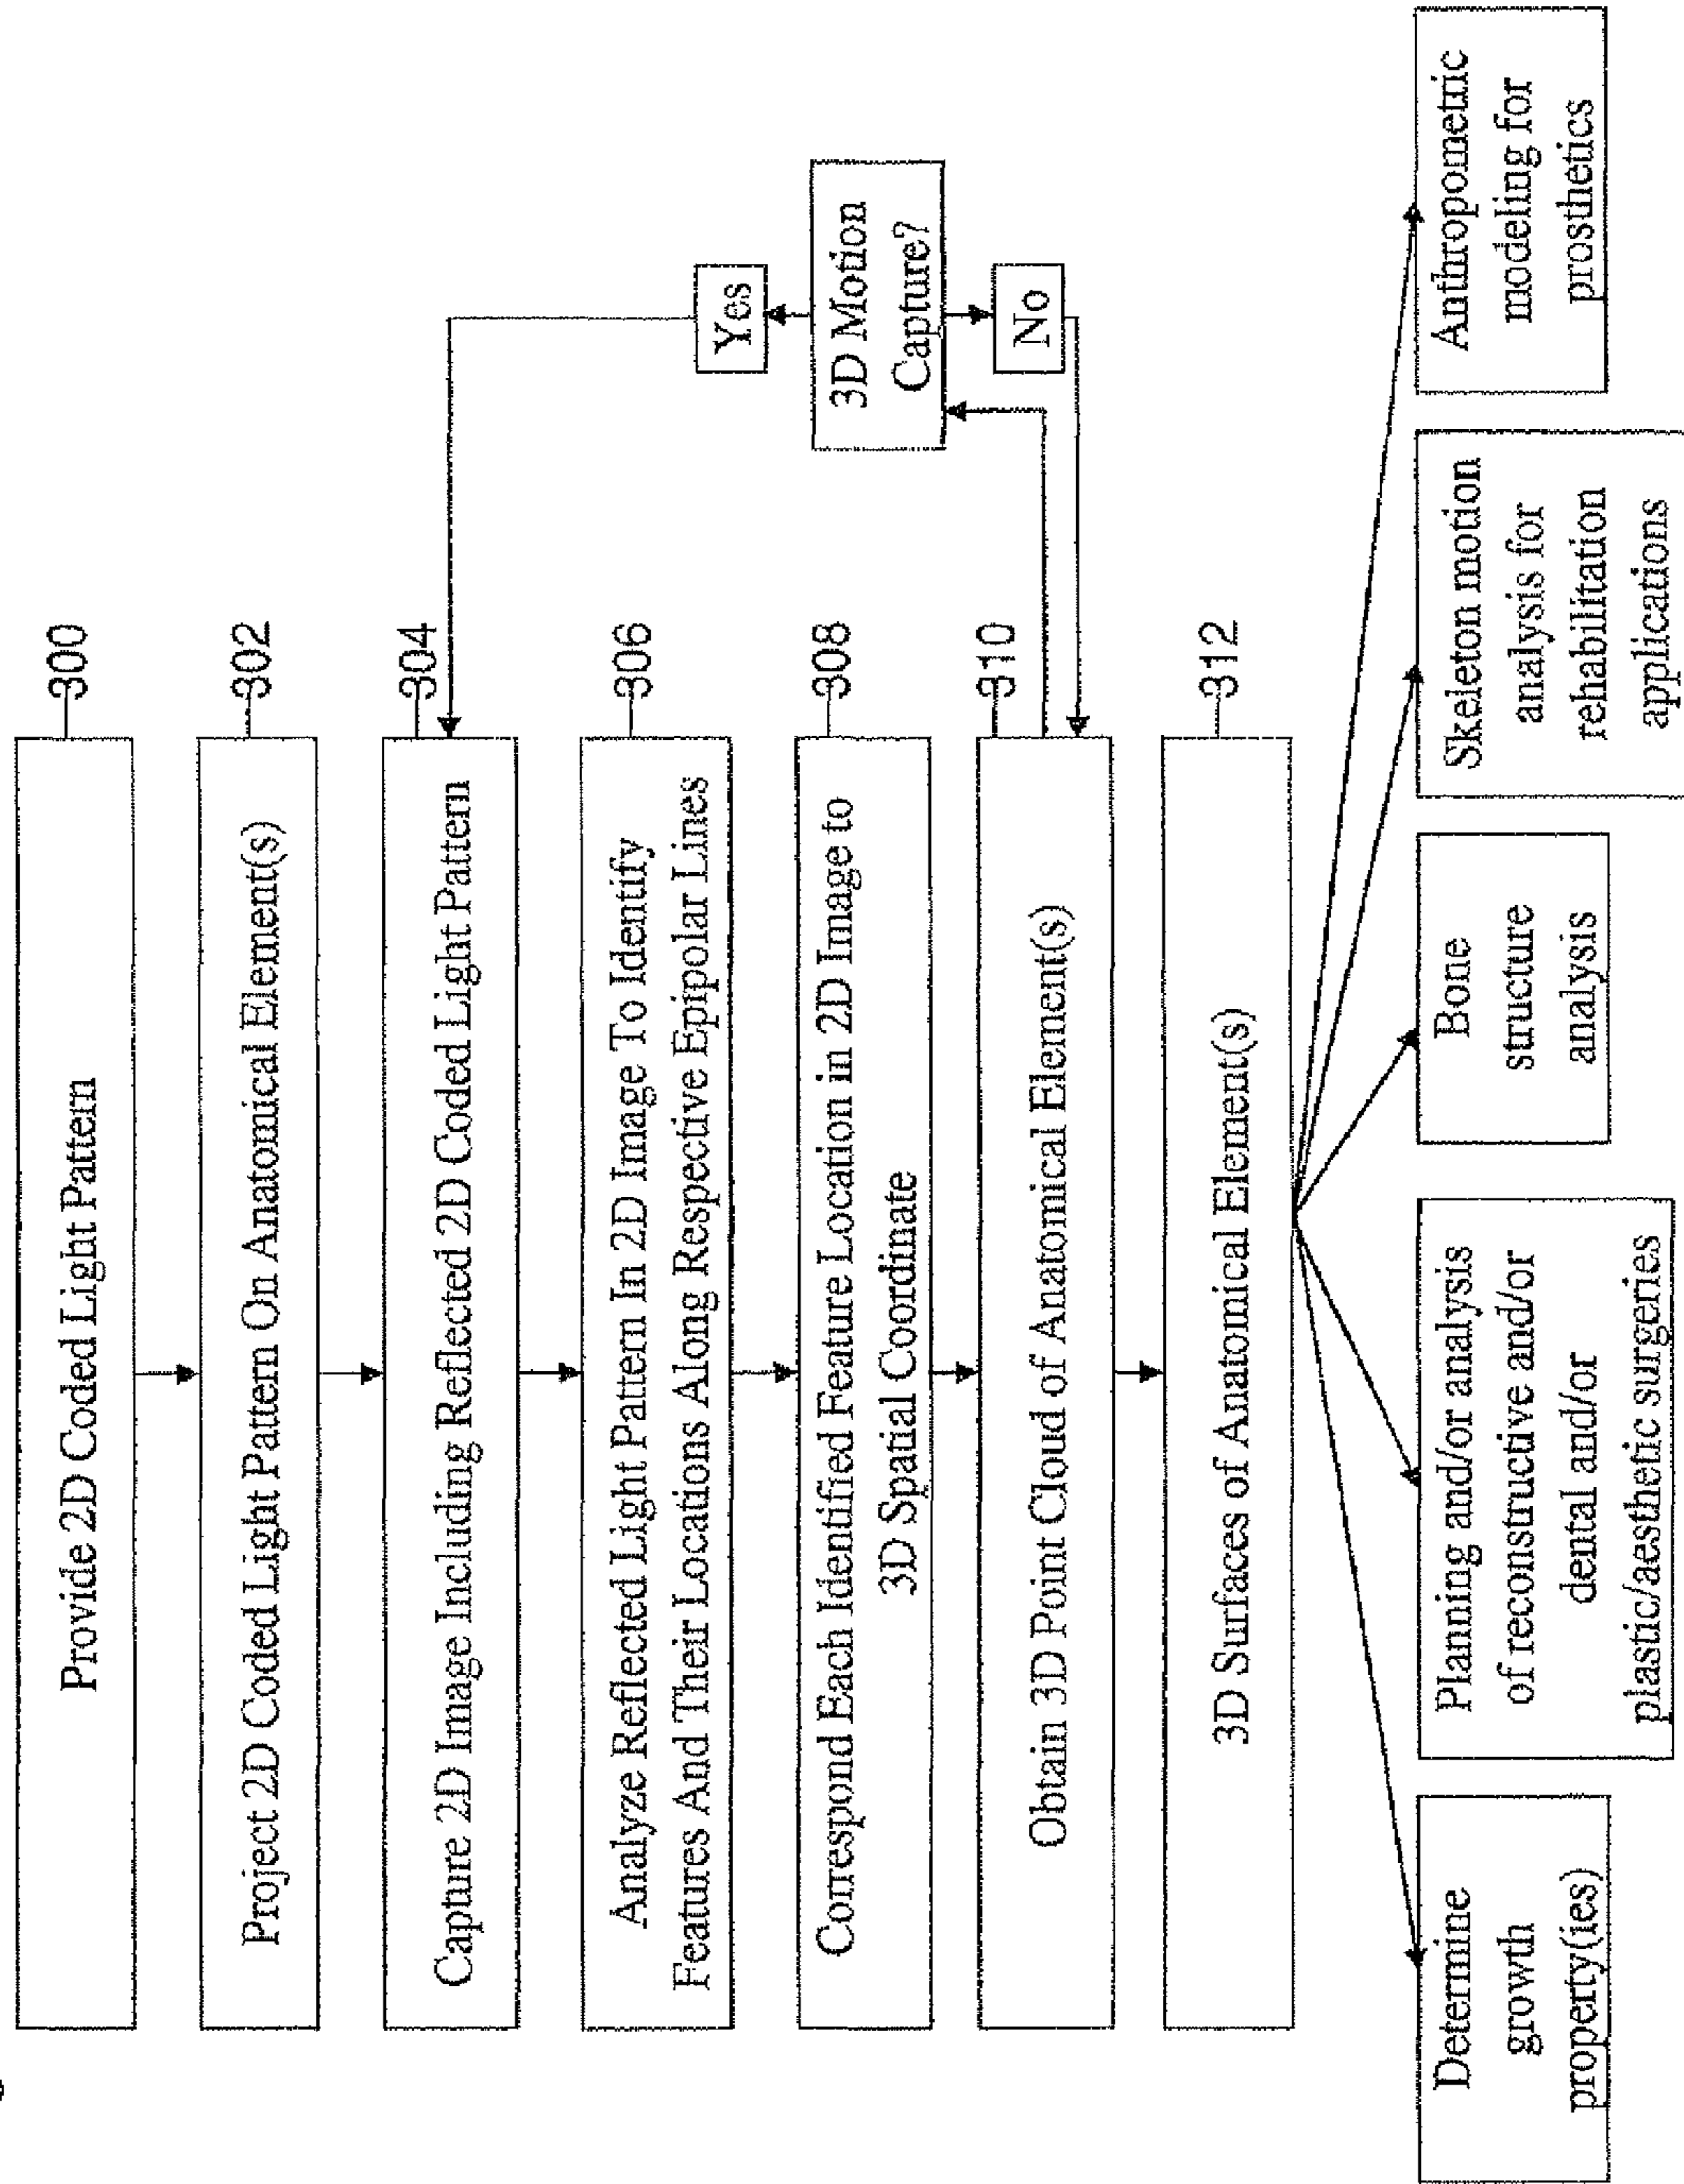 Provide 2D Coded Light Pattern
300
Project 2D Coded Light Pattern On Anatomical Element(s)
302
Capture 2D Image Including Reflected 2D Coded Light Pattern
304
Analyze Reflected Light Pattern In 2D Image To Identify
Features And Their Locations Along Respective Epipolar Lines
306
Correspond Each Identified Feature Location in 2D Image to
3D Spatial Coordinate
308
Obtain 3D Point Cloud of Anatomical Element(s)
310
3D Surfaces of Anatomical Element(s)
312
Yes
3D Motion
Capture?
No
Determine
growth
property(ies)
Planning and/or analysis
of reconstructive and/or
dental and/or
plastic/aesthetic surgeries
Bone
structure
analysis
Skeleton motion
analysis for
rehabilitation
applications
Anthropometric
modeling for
prosthetics